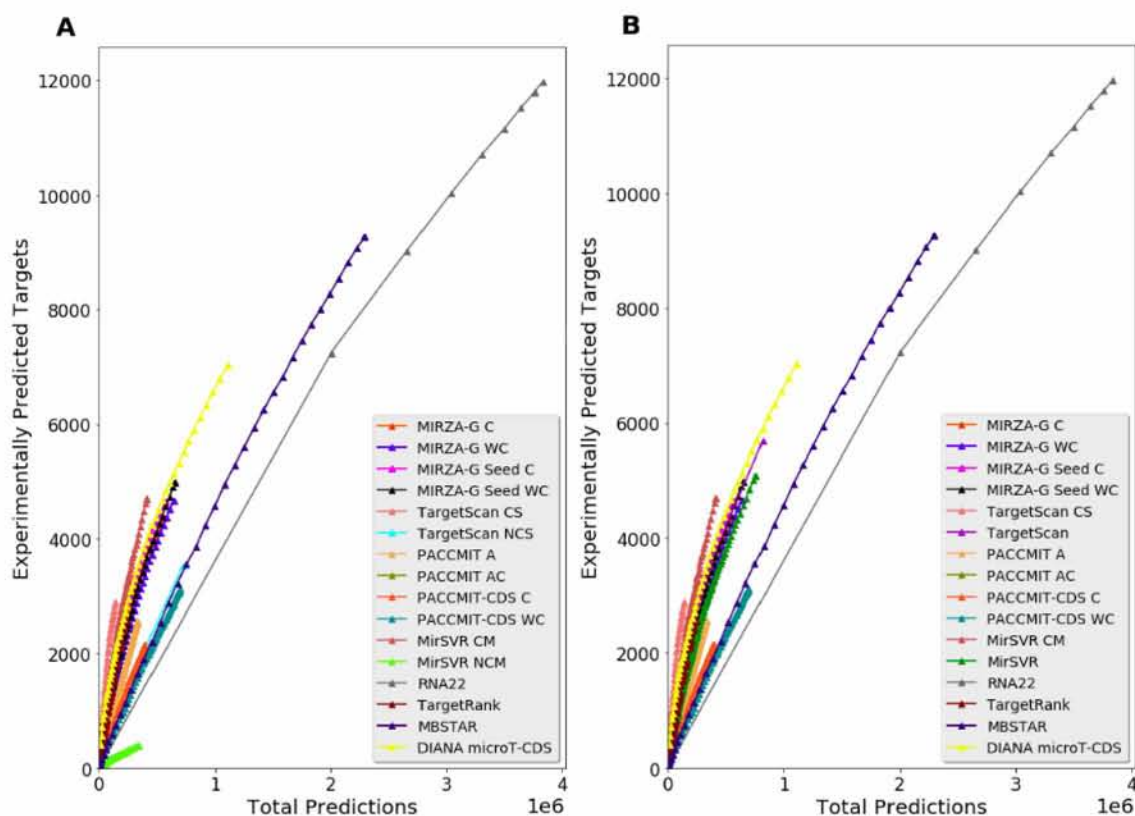 A
Experimentally Predicted Targets
12000
10000
8000
6000
4000
2000
0
MIRZA-G C
MIRZA-G WC
MIRZA-G Seed C
MIRZA-G Seed WC
TargetScan CS
TargetScan NCS
PACCMIT A
PACCMIT AC
PACCMIT-CDS C
PACCMIT-CDS WC
MirSVR CM
MirSVR NCM
RNA22
TargetRank
MBSTAR
DIANA microT-CDS
0 1 2 3 4
1e6
Total Predictions
B
Experimentally Predicted Targets
12000
10000
8000
6000
4000
2000
0
MIRZA-G C
MIRZA-G WC
MIRZA-G Seed C
MIRZA-G Seed WC
TargetScan CS
TargetScan
PACCMIT A
PACCMIT AC
PACCMIT-CDS C
PACCMIT-CDS WC
MirSVR CM
MirSVR
RNA22
TargetRank
MBSTAR
DIANA microT-CDS
0 1 2 3 4
1e6
Total Predictions